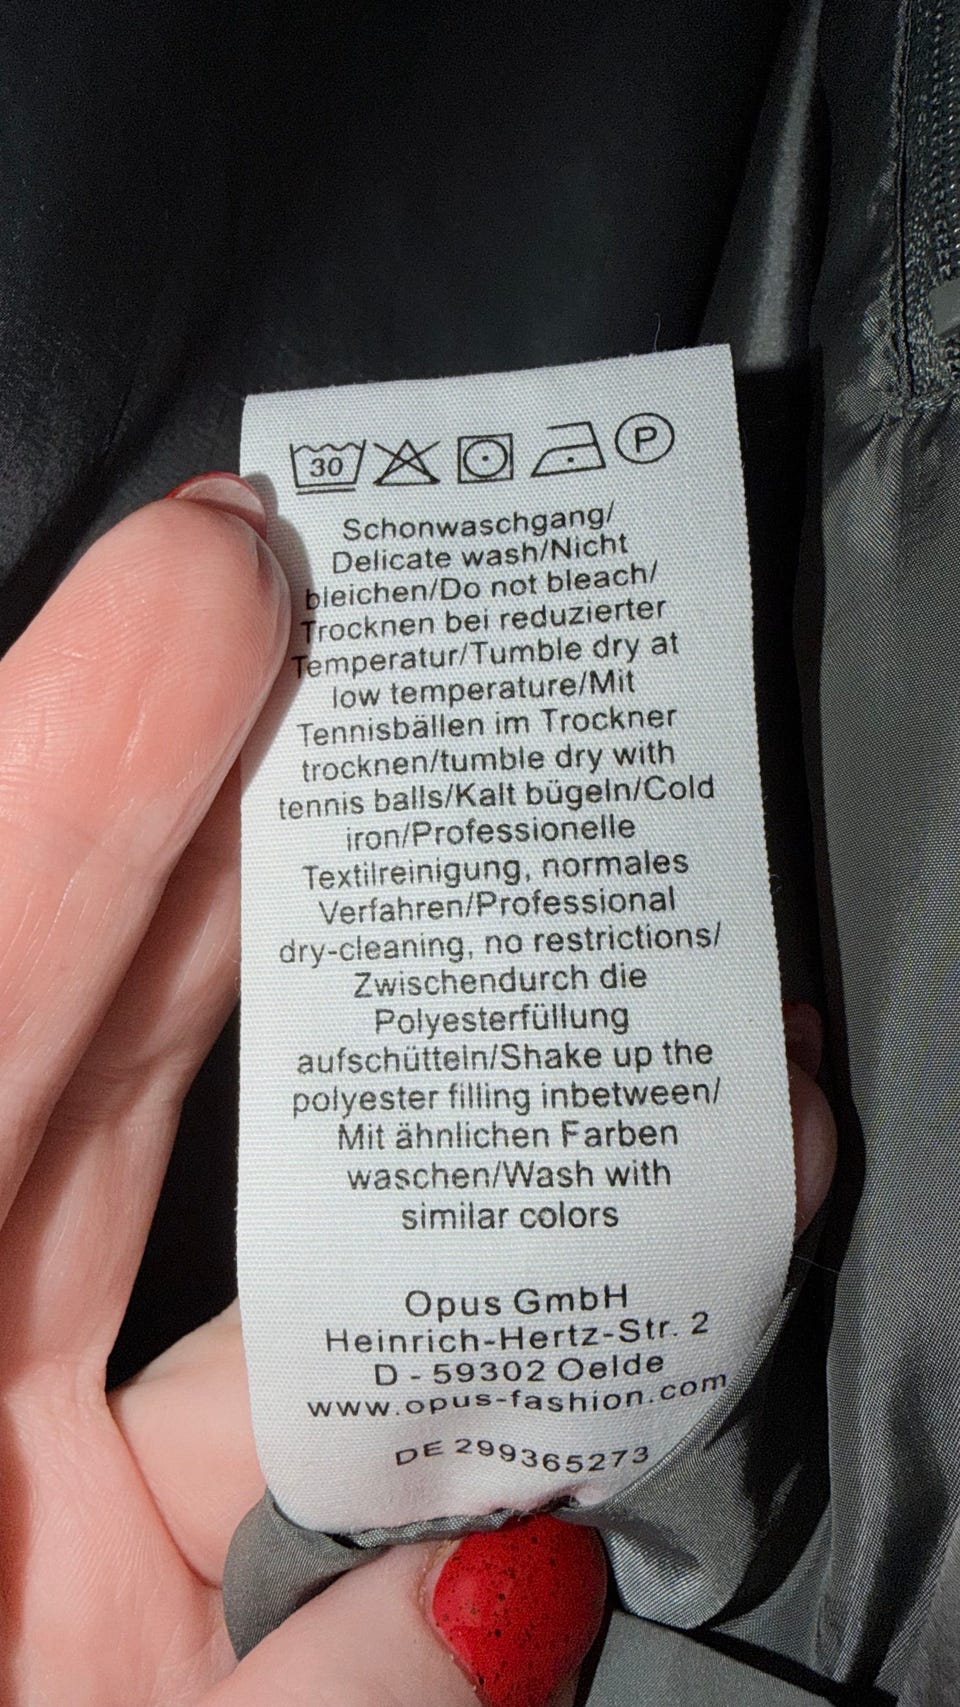 30 P
Schonwaschgang/
Delicate wash/Nicht
bleichen/Do not bleach/
Trocknen bei reduzierter
Temperatur/Tumble dry at
low temperature/Mit
Tennisbällen im Trockner
trocknen/tumble dry with
tennis balls/Kalt bügeln/Cold
iron/Professionelle
Textilreinigung, normales
Verfahren/Professional
dry-cleaning, no restrictions/
Zwischendurch die
Polyesterfüllung
aufschütteln/Shake up the
polyester filling inbetween/
Mit ähnlichen Farben
waschen/Wash with
similar colors
Opus GmbH
Heinrich-Hertz-Str. 2
D - 59302 Oelde
www.opus-fashion.com
DE 299365273